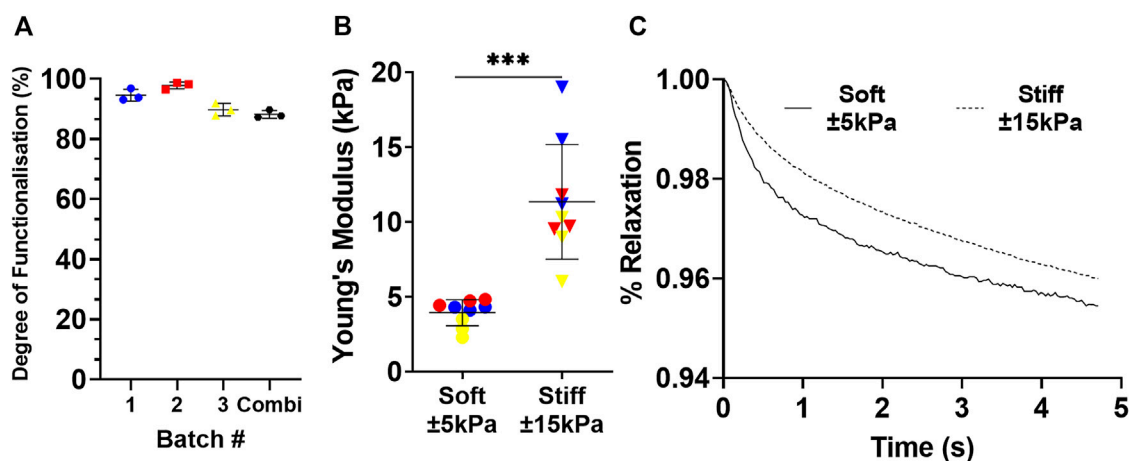 A
Degree of Functionalisation (%)
100
80
60
40
20
0
1 2 3 Combi
Batch #
B
***
Young's Modulus (kPa)
20
15
10
5
0
Soft Stiff
±5kPa ±15kPa
C
% Relaxation
1.00
0.98
0.96
0.94
Soft Stiff
±5kPa ±15kPa
0 1 2 3 4 5
Time (s)